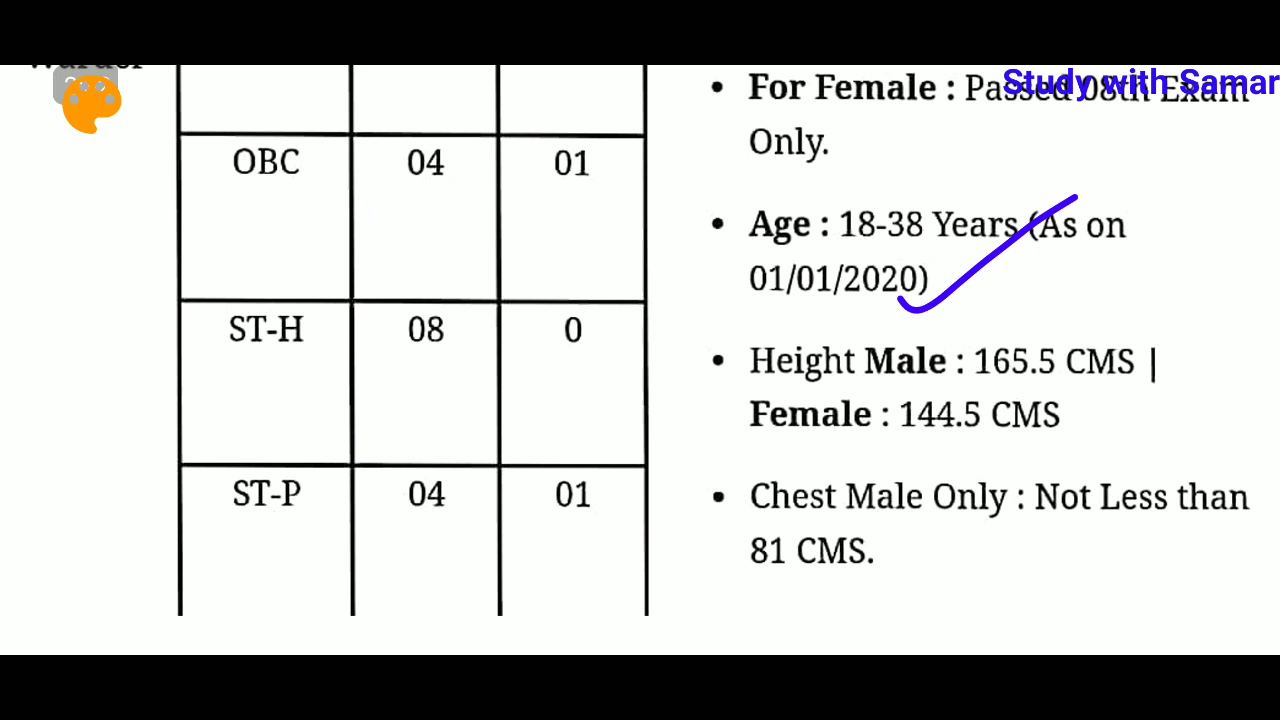 Study with Samar
OBC 04 01
ST-H 08 0
ST-P 04 01
• For Female : Passed 08th Exam
Only.
• Age : 18-38 Years (As on
01/01/2020)
• Height Male : 165.5 CMS |
Female : 144.5 CMS
• Chest Male Only : Not Less than
81 CMS.